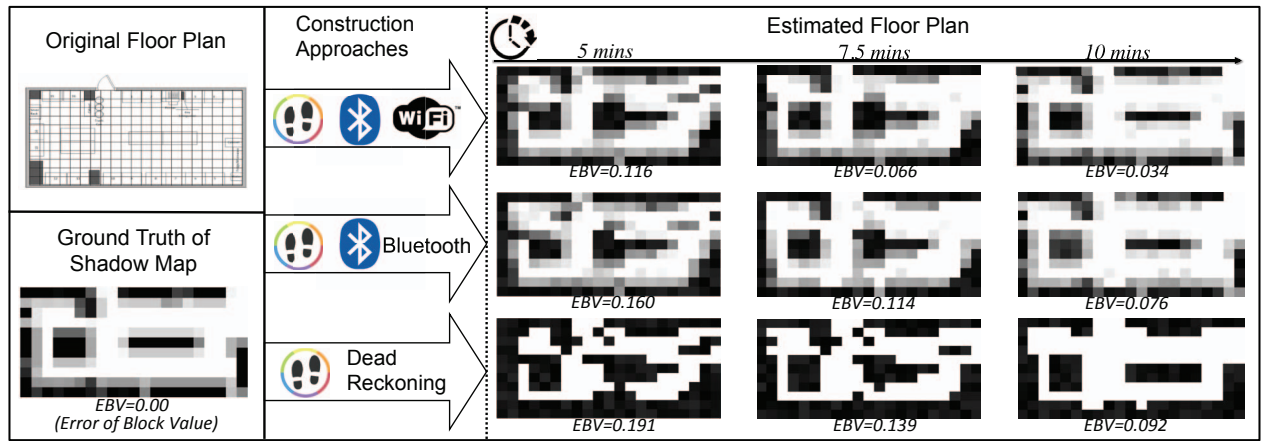 Original Floor Plan
Ground Truth of
Shadow Map
EBV=0.00
(Error of Block Value)
Construction
Approaches
WiFi™
Bluetooth
Dead
Reckoning
Estimated Floor Plan
5 mins
7.5 mins
10 mins
EBV=0.116
EBV=0.066
EBV=0.034
EBV=0.160
EBV=0.114
EBV=0.076
EBV=0.191
EBV=0.139
EBV=0.092